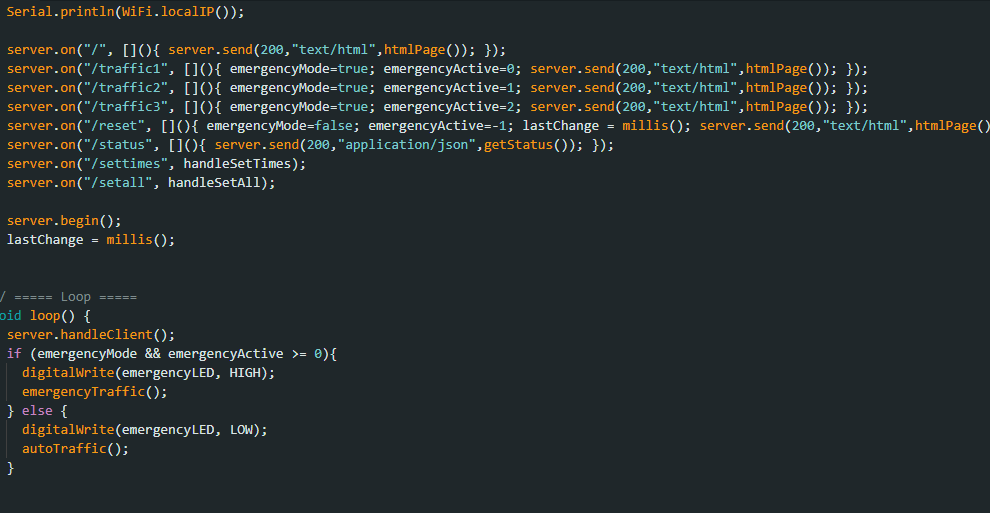 Serial.println(WiFi.localIP());
server.on("/", [](){ server.send(200,"text/html",htmlPage()); });
server.on("/traffic1", [](){ emergencyMode=true; emergencyActive=0; server.send(200,"text/html",htmlPage()); });
server.on("/traffic2", [](){ emergencyMode=true; emergencyActive=1; server.send(200,"text/html",htmlPage()); });
server.on("/traffic3", [](){ emergencyMode=true; emergencyActive=2; server.send(200,"text/html",htmlPage()); });
server.on("/reset", [](){ emergencyMode=false; emergencyActive=-1; lastChange = millis(); server.send(200,"text/html",htmlPage()
server.on("/status", [](){ server.send(200,"application/json",getStatus()); });
server.on("/settimes", handleSetTimes);
server.on("/setall", handleSetAll);
server.begin();
lastChange = millis();
/ ===== Loop =====
oid loop() {
server.handleClient();
if (emergencyMode && emergencyActive >= 0){
digitalWrite(emergencyLED, HIGH);
emergencyTraffic();
} else {
digitalWrite(emergencyLED, LOW);
autoTraffic();
}